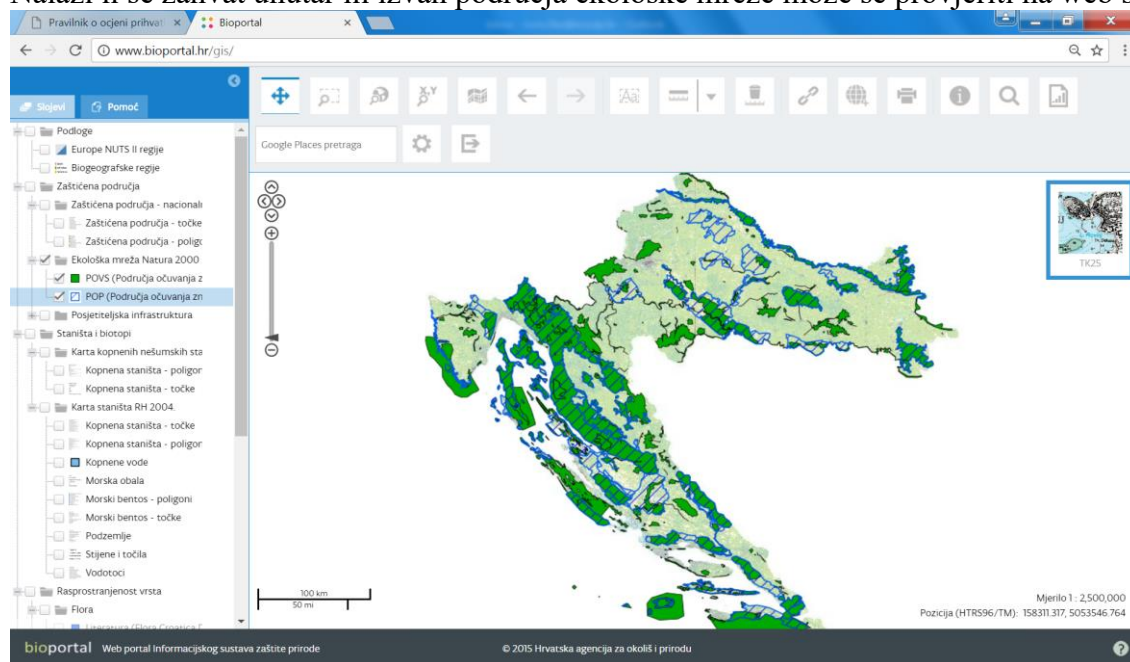 Nalazi li se zahvat unutar ili izvan područja ekološke mreže može se provjeriti na web s
Pravilnik o ocjeni prihvati
Bioportal
www.bioportal.hr/gis/
Slojevi
Pomoć
X,Y
Google Places pretraga
Podloge
Europe NUTS II regije
Biogeografske regije
Zaštićena područja
Zaštićena područja - nacionalı
Zaštićena područja - točke
Zaštićena područja - poligo
Ekološka mreža Natura 2000
POVS (Područja očuvanja z
POP (Područja očuvanja zn
Posjetiteljska infrastruktura
Staništa i biotopi
Karta kopnenih nešumskih sta
Kopnena staništa - poligor
Kopnena staništa - točke
Karta staništa RH 2004.
Kopnena staništa - točke
Kopnena staništa - poligor
Kopnene vode
Morska obala
Morski bentos - poligoni
Morski bentos - točke
Podzemlje
Stijene i točila
Vodotoci
Rasprostranjenost vrsta
Flora
Literatura (Flora Croatica
TK25
100 km
50 mi
Mjerilo 1 : 2,500,000
Pozicija (HTRS96/TM): 158311.317, 5053546.764
bioportal Web portal Informacijskog sustava zaštite prirode
© 2015 Hrvatska agencija za okoliš i prirodu